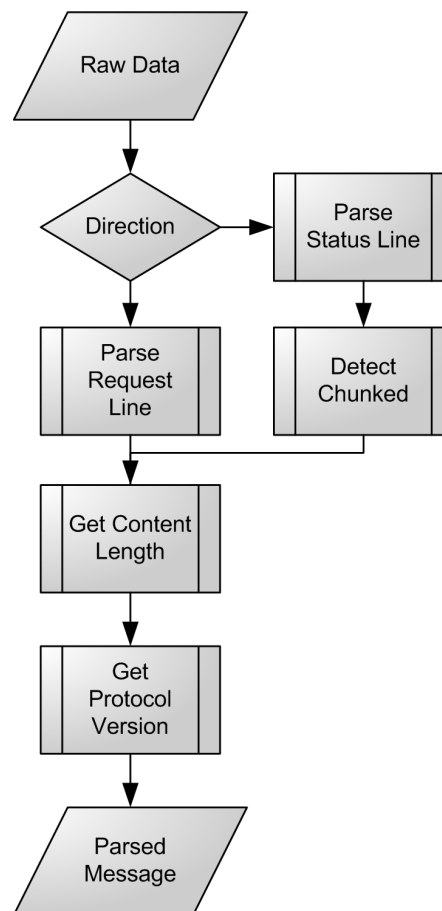 Raw Data
Direction
Parse
Status Line
Parse
Request
Line
Detect
Chunked
Get Content
Length
Get
Protocol
Version
Parsed
Message